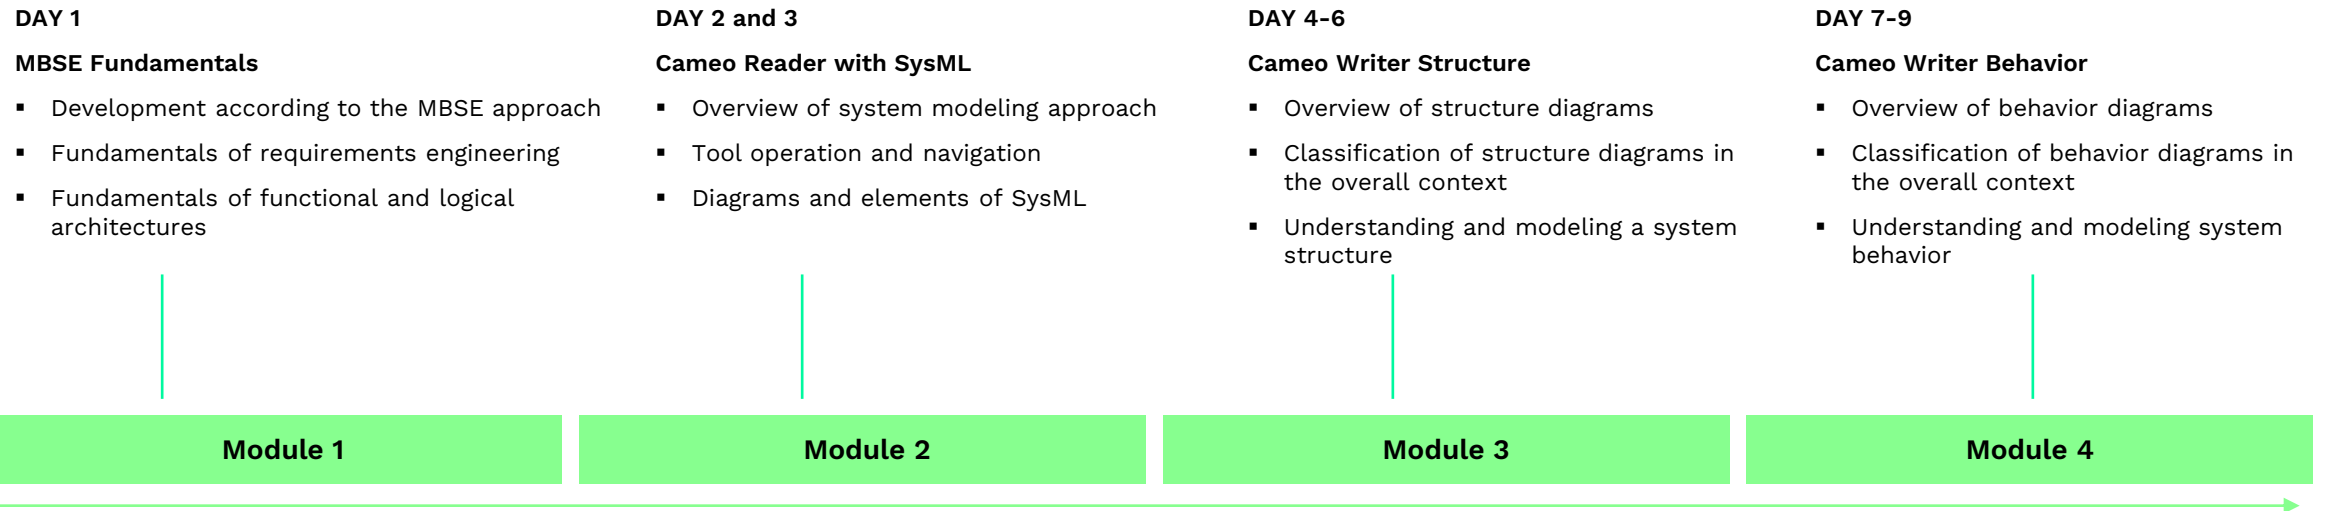 DAY 1
MBSE Fundamentals
▪ Development according to the MBSE approach
▪ Fundamentals of requirements engineering
▪ Fundamentals of functional and logical
architectures
DAY 2 and 3
Cameo Reader with SysML
▪ Overview of system modeling approach
▪ Tool operation and navigation
▪ Diagrams and elements of SysML
DAY 4-6
Cameo Writer Structure
▪ Overview of structure diagrams
▪ Classification of structure diagrams in
the overall context
▪ Understanding and modeling a system
structure
DAY 7-9
Cameo Writer Behavior
▪ Overview of behavior diagrams
▪ Classification of behavior diagrams in
the overall context
▪ Understanding and modeling system
behavior
Module 1
Module 2
Module 3
Module 4